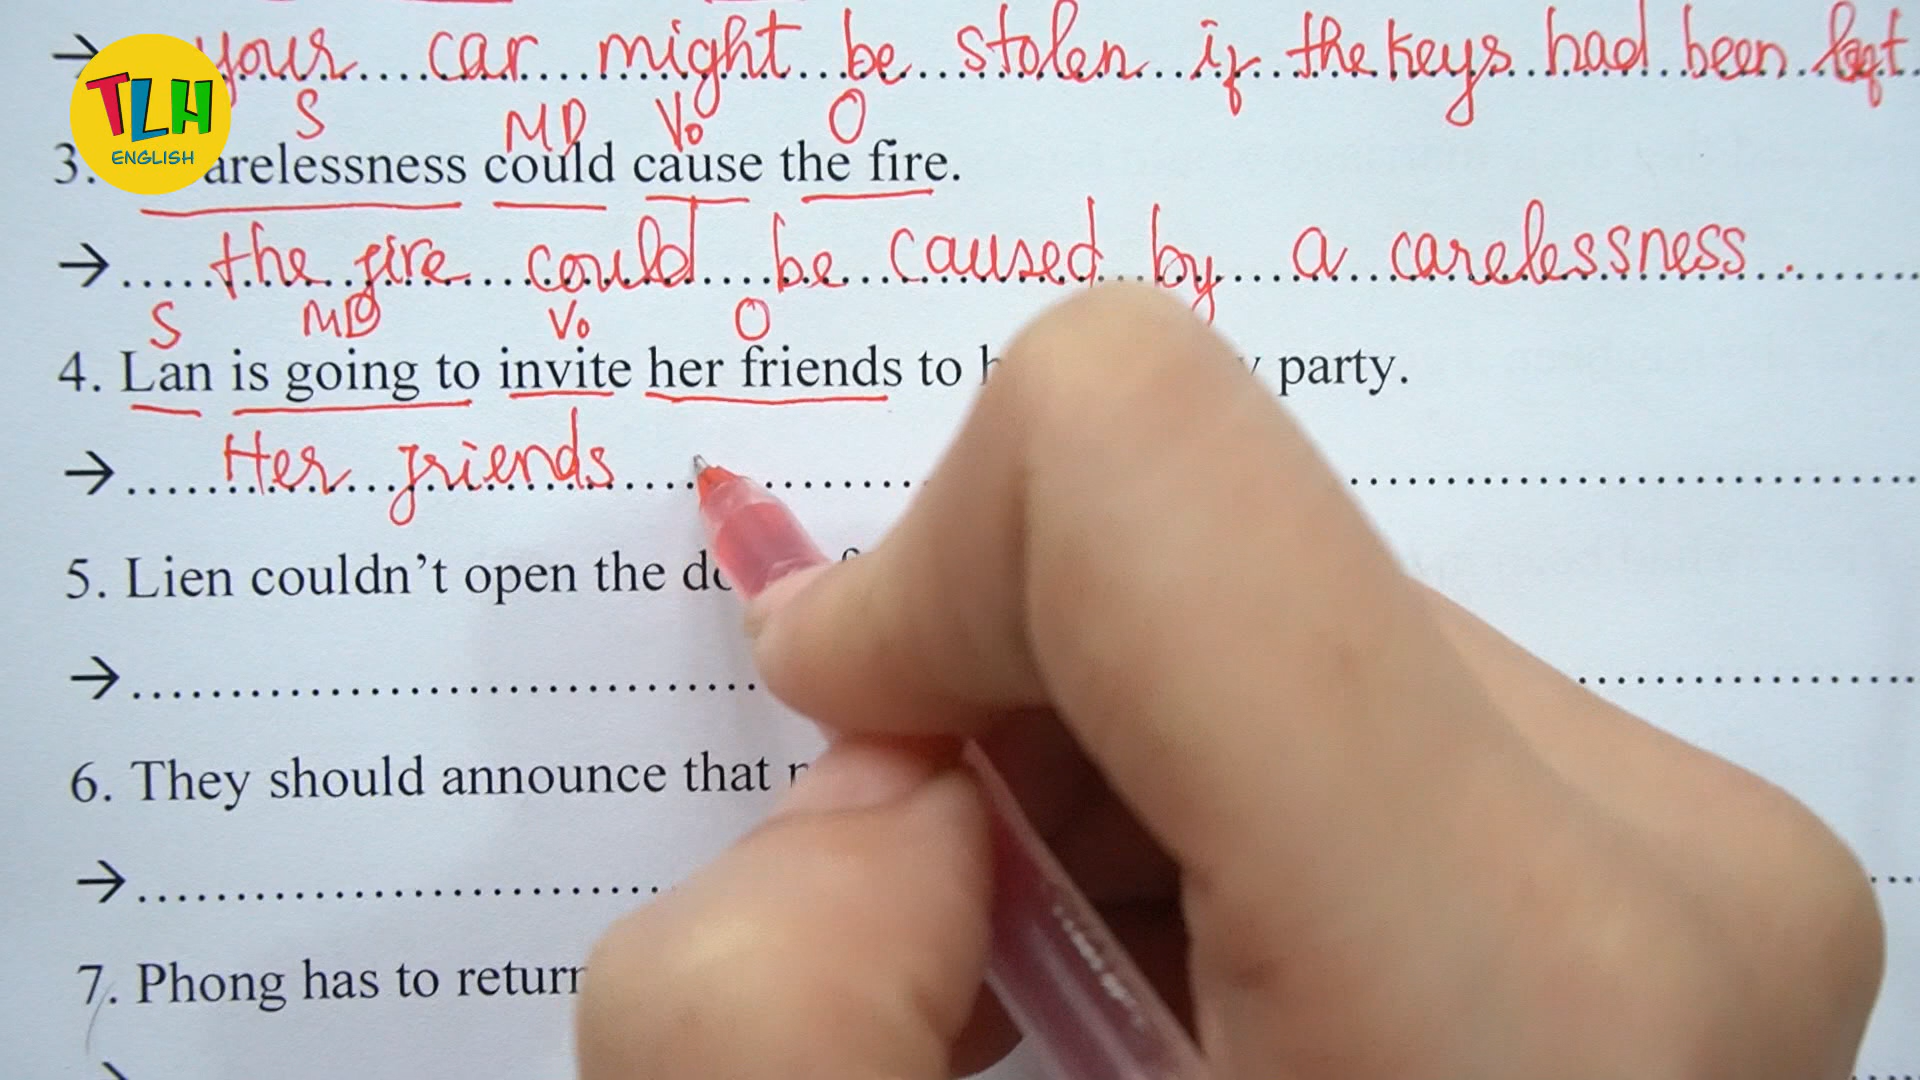 → your car might be stolen if the keys had been left
TLH
ENGLISH
S MD Vo O
3. arelessness could cause the fire.
→ the fire could be caused by a carelessness.
S MD Vo O
4. Lan is going to invite her friends to party.
→ Her friends
5. Lien couldn't open the
→
6. They should announce that
→
7. Phong has to return